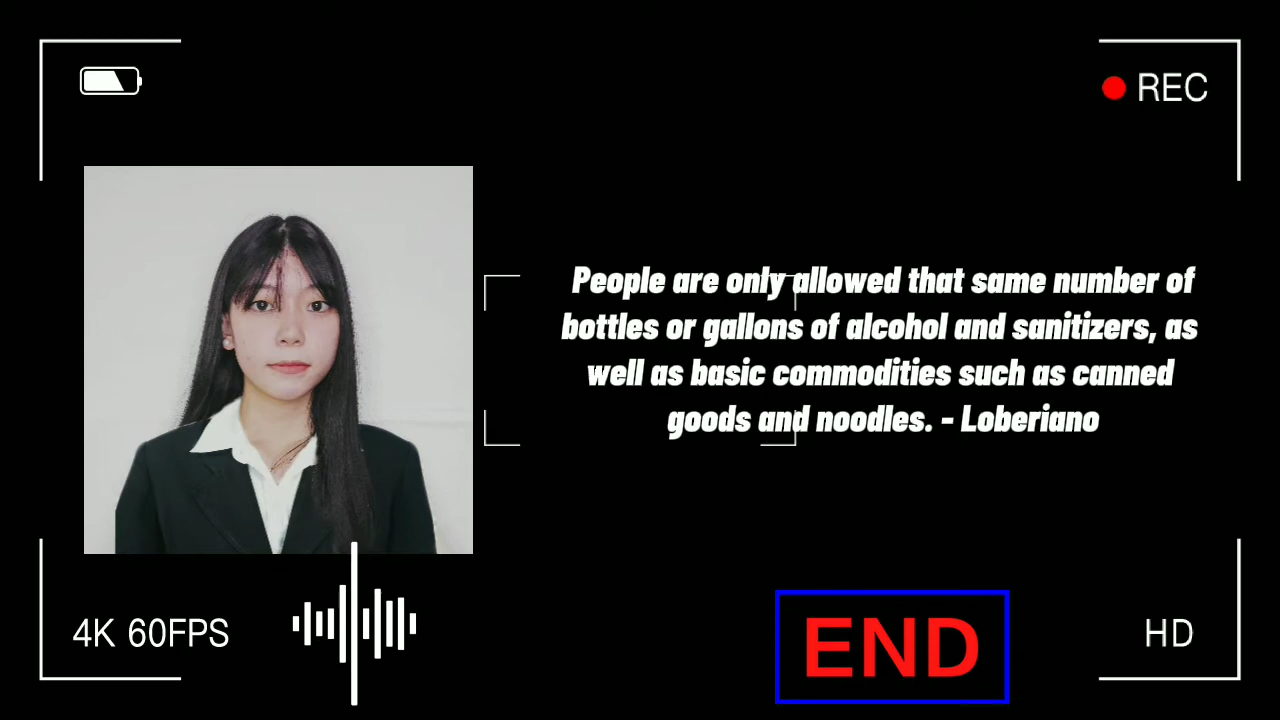 REC
People are only allowed that same number of
bottles or gallons of alcohol and sanitizers, as
well as basic commodities such as canned
goods and noodles. - Loberiano
4K 60FPS
END
HD